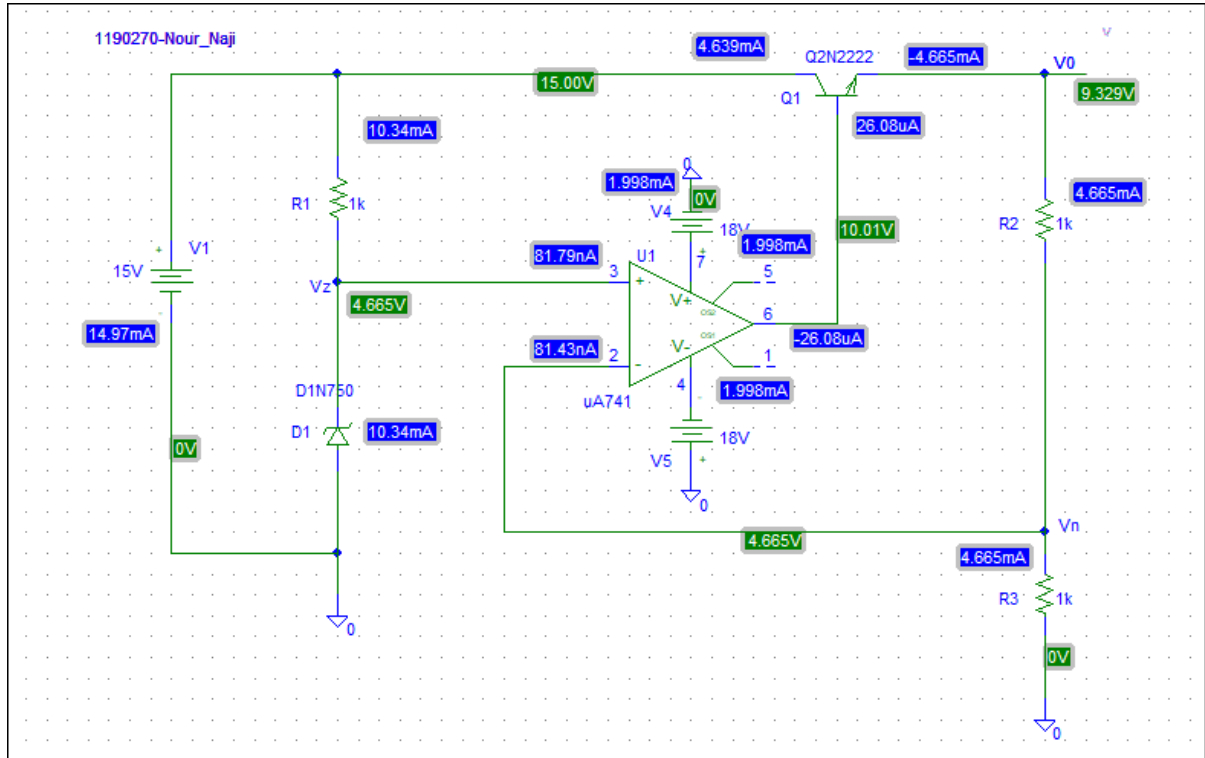 1190270-Nour_Naji
V
4.639mA
Q2N2222
-4.665mA
V0
15.00V
9.329V
Q1
10.34mA
26.08uA
0
1.998mA
4.665mA
R1
1k
V4
0V
18V
10.01V
R2
1k
+
V1
15V
81.79nA
U1
+
7
1.998mA
5
3
+
Vz
4.665V
V+
OS2
6
14.97mA
81.43nA
2
-
V-
OS1
-26.08uA
1
D1N750
4
1.998mA
uA741
D1
10.34mA
0V
18V
V5
+
0
Vn
4.665V
4.665mA
R3
1k
0
0V
0